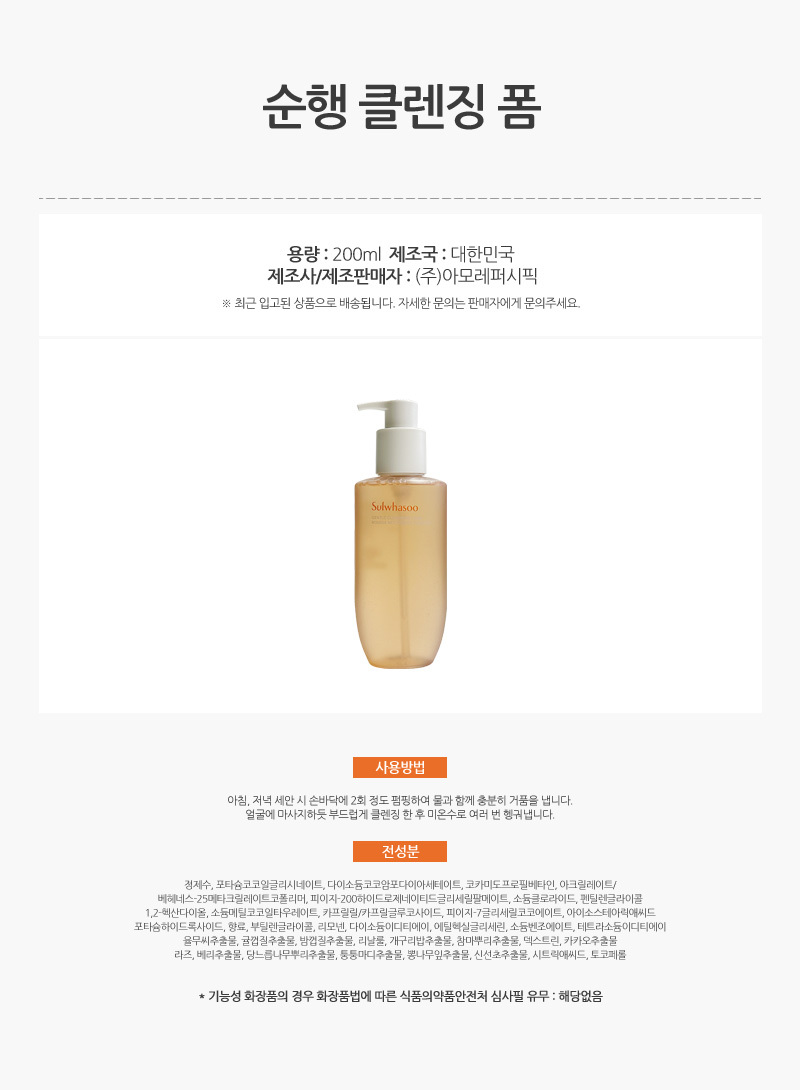 순행 클렌징 폼
용량 : 200ml 제조국 : 대한민국
제조사/제조판매자 : (주)아모레퍼시픽
※ 최근 입고된 상품으로 배송됩니다. 자세한 문의는 판매자에게 문의주세요.
Sulwhasoo
사용방법
아침, 저녁 세안 시 손바닥에 2회 정도 펌핑하여 물과 함께 충분히 거품을 냅니다.
얼굴에 마사지하듯 부드럽게 클렌징 한 후 미온수로 여러 번 헹궈냅니다.
전성분
정제수, 포타슘코코일글리시네이트, 다이소듐코코암포다이아세테이트, 코카미도프로필베타인, 아크릴레이트/
베헤네스-25메타크릴레이트코폴리머, 피이지-200하이드로제네이티드글리세릴팔메이트, 소듐클로라이드, 펜틸렌글라이콜
1,2-헥산다이올, 소듐메틸코코일타우레이트, 카프릴릴/카프릴글루코사이드, 피이지-7글리세릴코코에이트, 아이소스테아릭애씨드
포타슘하이드록사이드, 향료, 부틸렌글라이콜, 리모넨, 다이소듐이디티에이, 에틸헥실글리세린, 소듐벤조에이트, 테트라소듐이디티에이
율무씨추출물, 귤껍질추출물, 밤껍질추출물, 리날룰, 개구리밥추출물, 참마뿌리추출물, 덱스트린, 카카오추출물
라즈, 베리추출물, 당느릅나무뿌리추출물, 퉁퉁마디추출물, 뽕나무잎추출물, 신선초추출물, 시트릭애씨드, 토코페롤
* 기능성 화장품의 경우 화장품법에 따른 식품의약품안전처 심사필 유무 : 해당없음